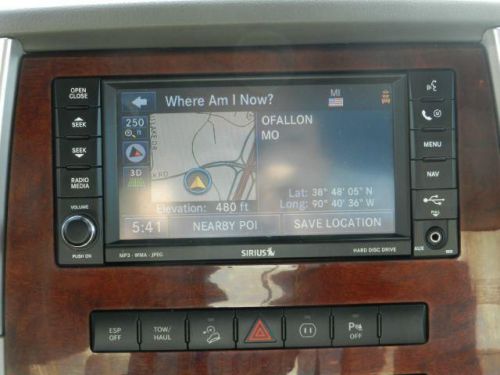 OPEN
CLOSE
SEEK
SEEK
RADIO
MEDIA
VOLUME
PUSH ON
Where Am I Now?
MI
250
ft
3D
RD
OFALLON
MO
Lat: 38° 48' 05" N
Long: 90° 40' 36" W
Elevation: 480 ft
5:41
NEARBY POI
SAVE LOCATION
MP3 - WMA - JPEG
SIRIUS
HARD DISC DRIVE
MENU
NAV
AUX
ESP
OFF
TOW/
HAUL
P
OFF